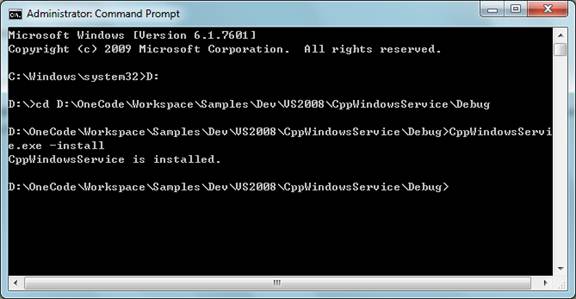 Administrator: Command Prompt
Microsoft Windows [Version 6.1.7601]
Copyright (c) 2009 Microsoft Corporation.  All rights reserved.
C:\Windows\system32>D:
D:\>cd D:\OneCode\Workspace\Samples\Dev\VS2008\CppWindowsService\Debug
D:\OneCode\Workspace\Samples\Dev\VS2008\CppWindowsService\Debug>CppWindowsServic
e.exe -install
CppWindowsService is installed.
D:\OneCode\Workspace\Samples\Dev\VS2008\CppWindowsService\Debug>